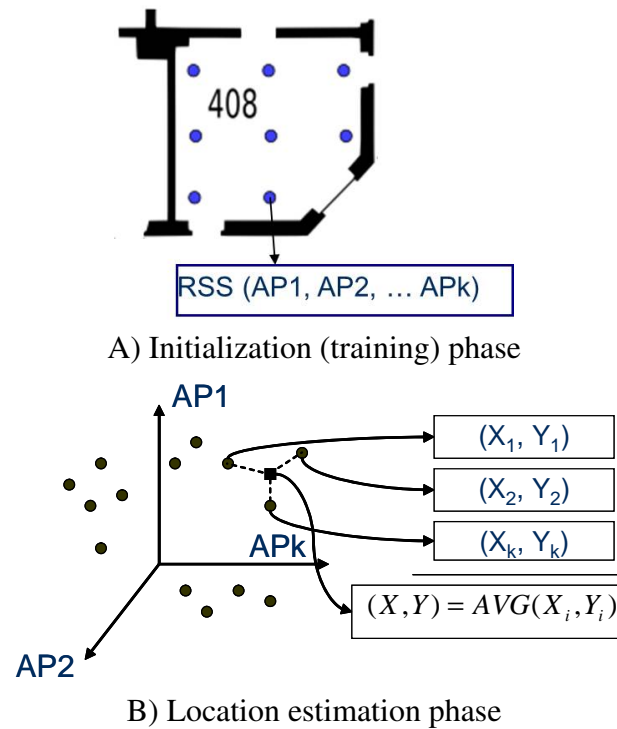 408
RSS (AP1, AP2, … APk)
A) Initialization (training) phase
AP1
(X₁, Y₁)
(X₂, Y₂)
APk
(Xₖ, Yₖ)
(X,Y) = AVG(Xᵢ,Yᵢ)
AP2
B) Location estimation phase